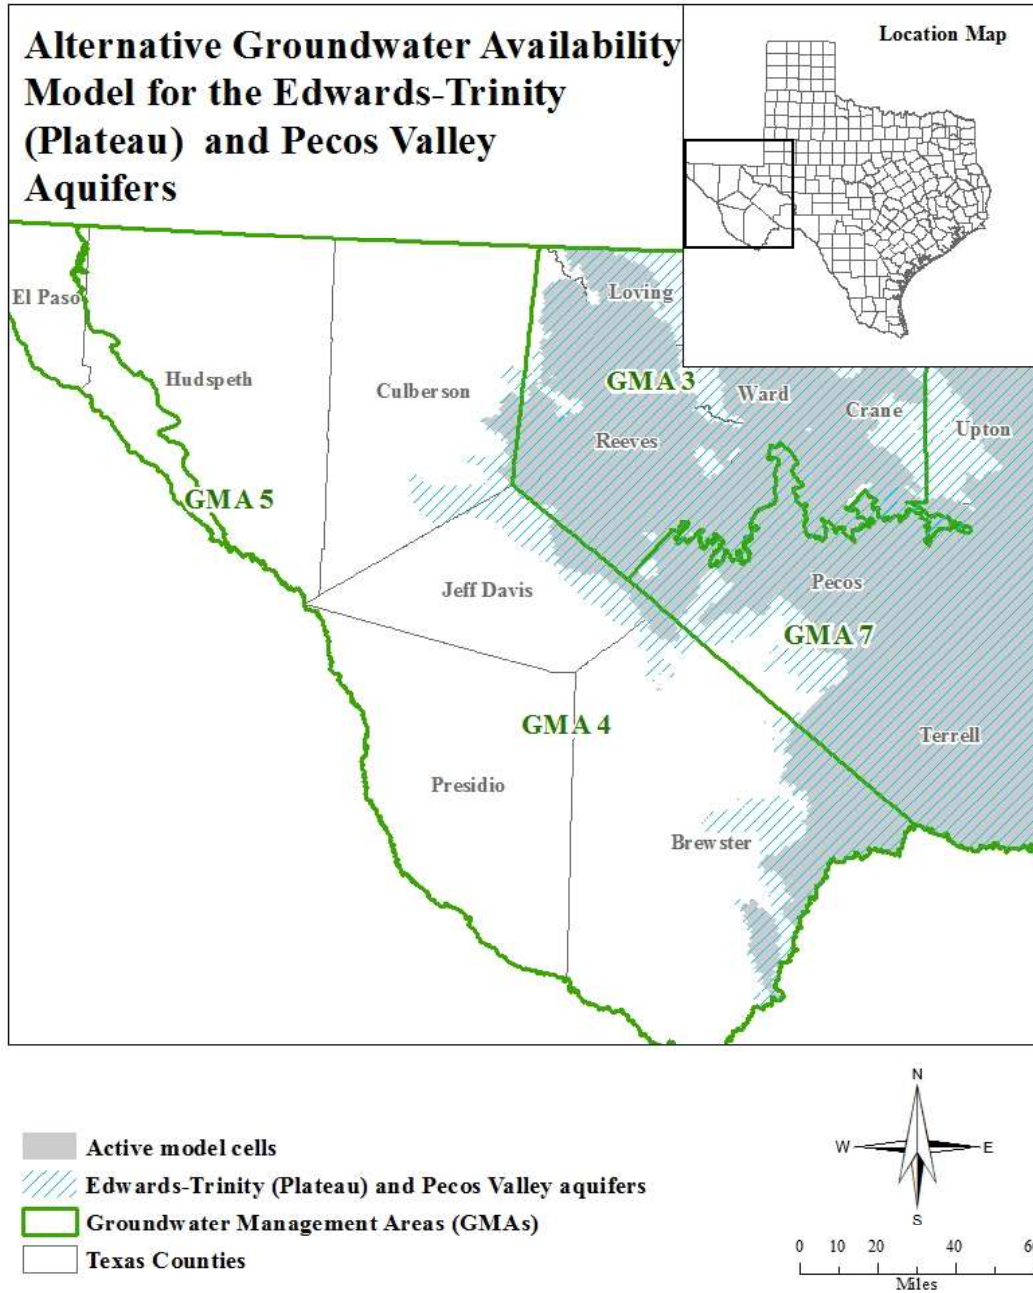 Alternative Groundwater Availability
Model for the Edwards-Trinity
(Plateau) and Pecos Valley
Aquifers
Location Map
El Paso
Hudspeth
Culberson
Loving
GMA 3
Ward
Crane
Upton
Reeves
GMA 5
Jeff Davis
Pecos
GMA 7
GMA 4
Terrell
Presidio
Brewster
N
W
E
S
Active model cells
Edwards-Trinity (Plateau) and Pecos Valley aquifers
Groundwater Management Areas (GMAs)
Texas Counties
0 10 20 40
Miles